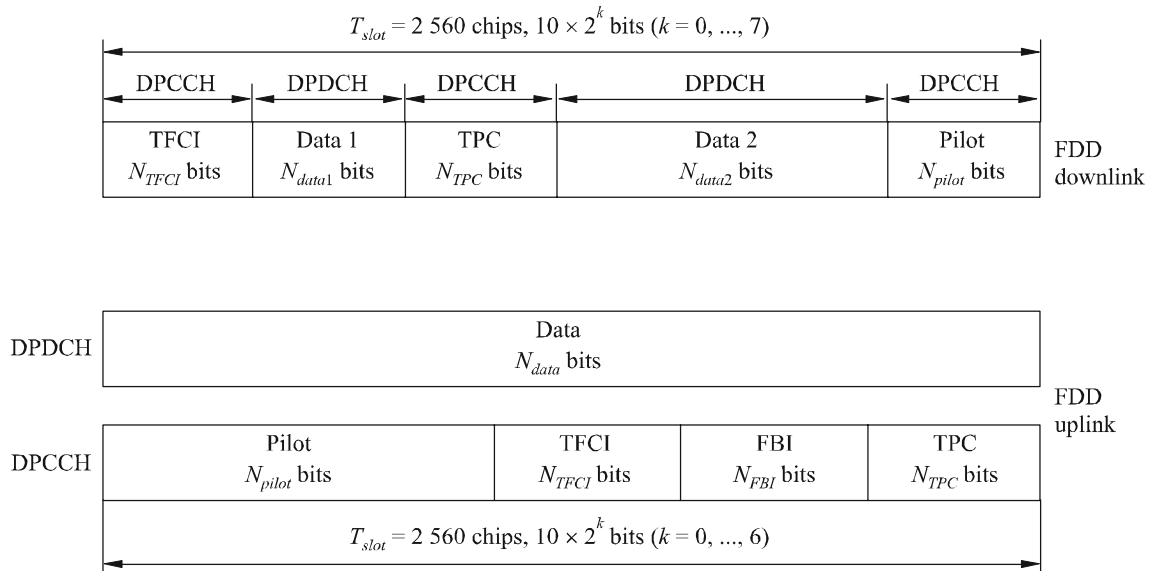 T_slot = 2 560 chips, 10 × 2^k bits (k = 0, ..., 7)
DPCCH DPDCH DPCCH DPDCH DPCCH
TFCI Data 1 TPC Data 2 Pilot
N_TFCI bits N_data1 bits N_TPC bits N_data2 bits N_pilot bits
FDD
downlink
Data
DPDCH
N_data bits
FDD
uplink
Pilot TFCI FBI TPC
DPCCH
N_pilot bits N_TFCI bits N_FBI bits N_TPC bits
T_slot = 2 560 chips, 10 × 2^k bits (k = 0, ..., 6)